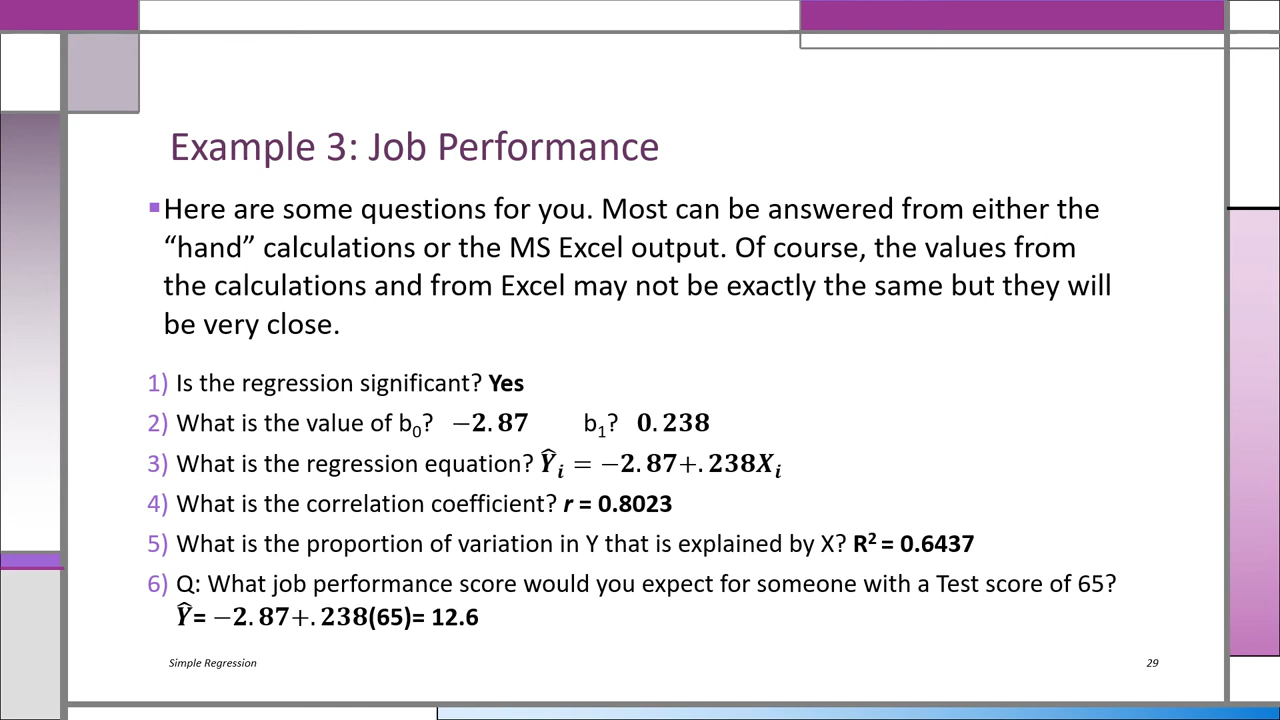 Example 3: Job Performance
▪Here are some questions for you. Most can be answered from either the
“hand” calculations or the MS Excel output. Of course, the values from
the calculations and from Excel may not be exactly the same but they will
be very close.
1) Is the regression significant? Yes
2) What is the value of b₀? −2.87 b₁? 0.238
3) What is the regression equation? Ŷᵢ = −2.87+.238Xᵢ
4) What is the correlation coefficient? r = 0.8023
5) What is the proportion of variation in Y that is explained by X? R² = 0.6437
6) Q: What job performance score would you expect for someone with a Test score of 65?
Ŷ= −2.87+.238(65)= 12.6
Simple Regression 29